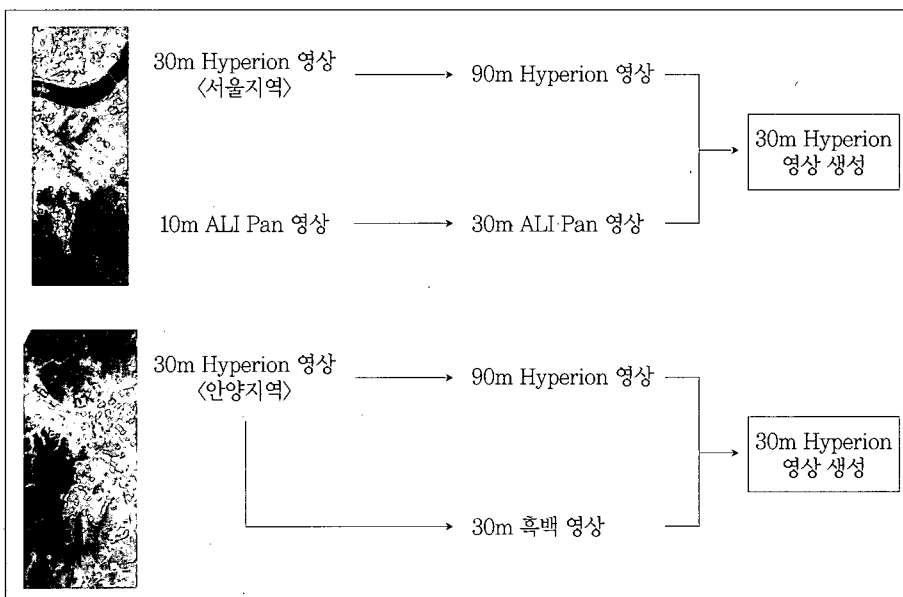 30m Hyperion 영상
〈서울지역〉
90m Hyperion 영상
30m Hyperion
영상 생성
10m ALI Pan 영상
30m ALI Pan 영상
30m Hyperion 영상
〈안양지역〉
90m Hyperion 영상
30m Hyperion
영상 생성
30m 흑백 영상